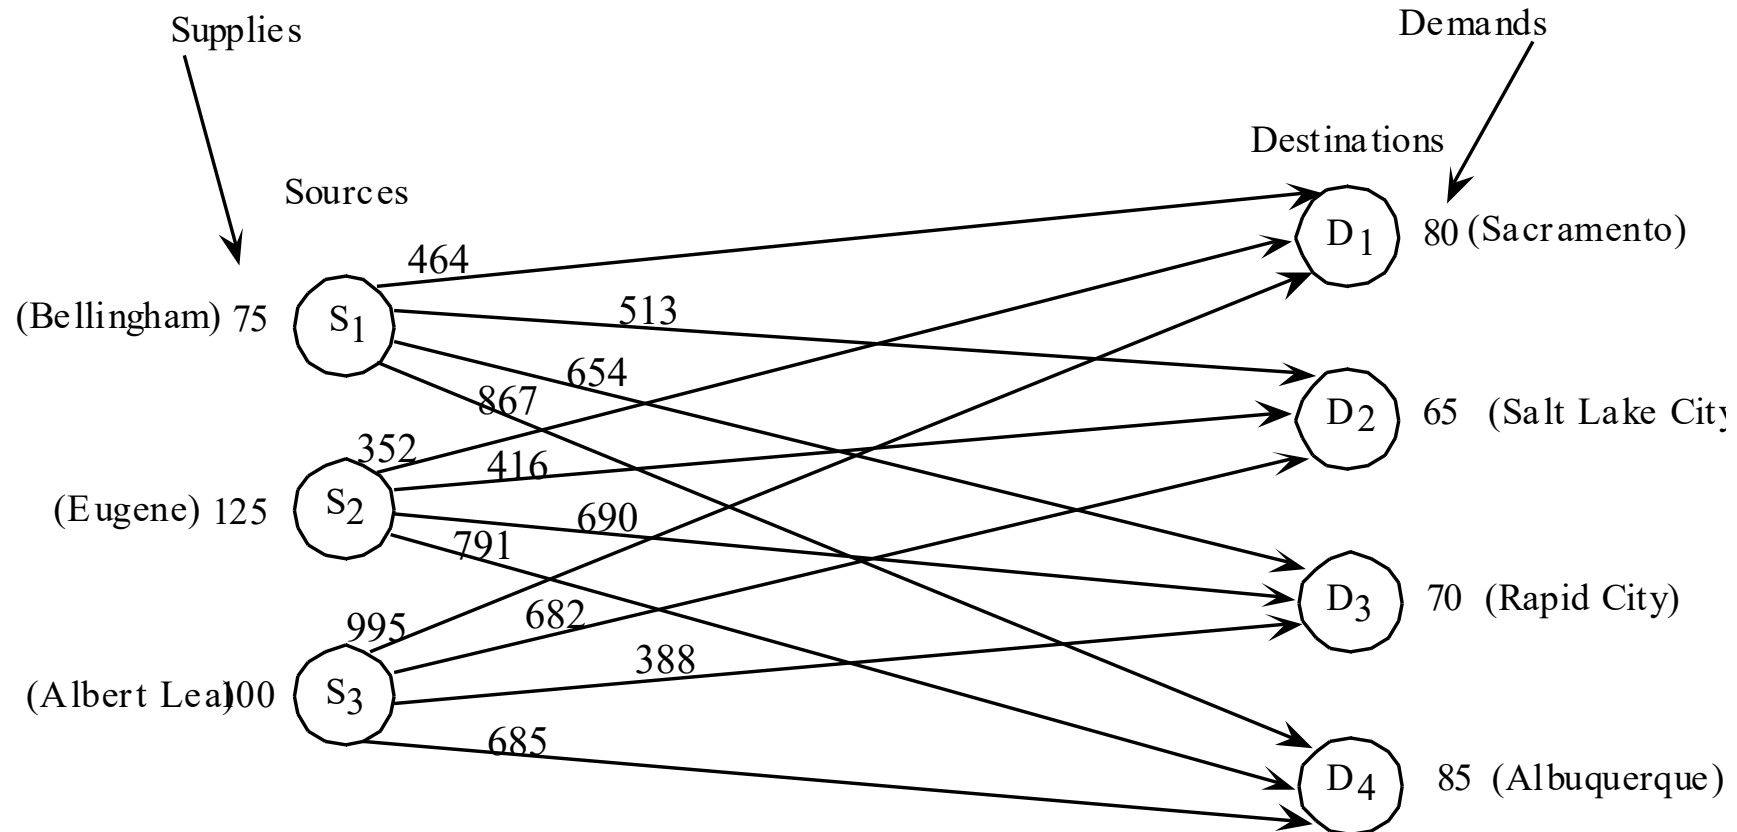 Supplies
Demands
Destinations
Sources
464
D1 80 (Sacramento)
(Bellingham) 75 S1
513
654
867
D2 65 (Salt Lake City
352
416
(Eugene) 125 S2
690
791
D3 70 (Rapid City)
995
682
388
(Albert Lea) 100 S3
685
D4 85 (Albuquerque)